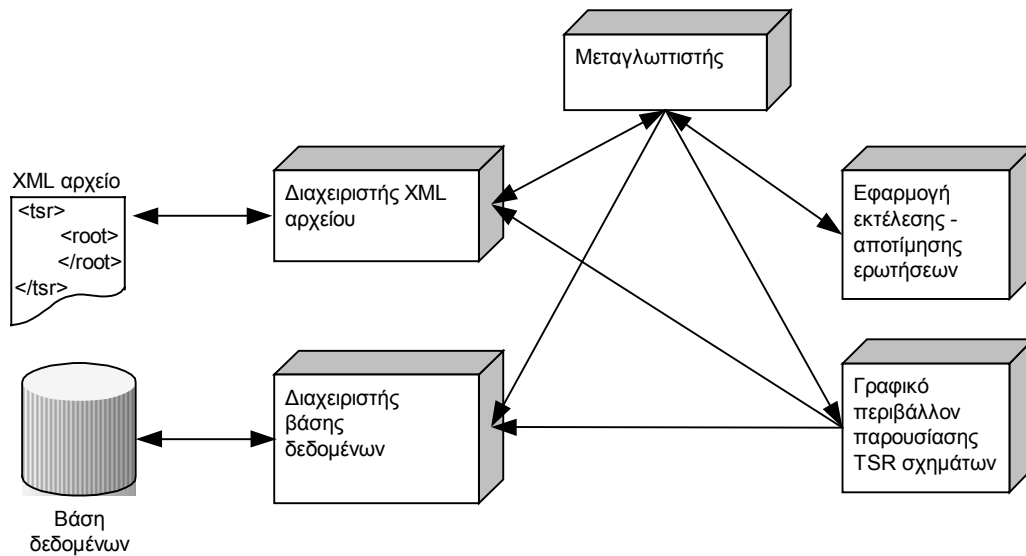 Μεταγλωττιστής
XML αρχείο
<tsr>
<root>
</root>
</tsr>
Διαχειριστής XML
αρχείου
Εφαρμογή
εκτέλεσης -
αποτίμησης
ερωτήσεων
Διαχειριστής
βάσης
δεδομένων
Γραφικό
περιβάλλον
παρουσίασης
TSR σχημάτων
Βάση
δεδομένων